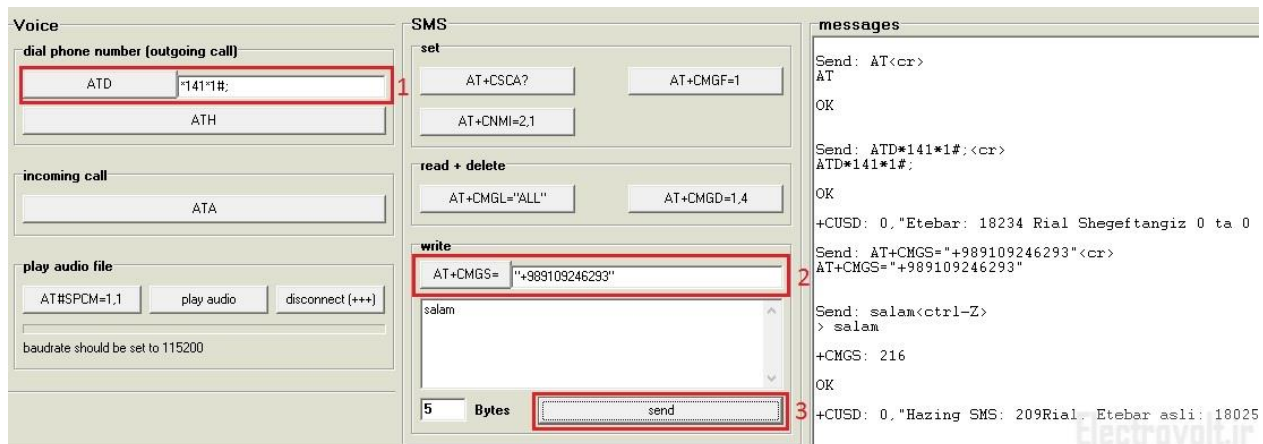 Voice
dial phone number (outgoing call)
ATD
*141*1#;
1
ATH
incoming call
ATA
play audio file
AT#SPCM=1,1
play audio
disconnect (+++)
baudrate should be set to 115200
SMS
set
AT+CSCA?
AT+CMGF=1
AT+CNMI=2,1
read + delete
AT+CMGL="ALL"
AT+CMGD=1,4
write
AT+CMGS=
"+989109246293"
2
salam
5
Bytes
send
3
messages
Send: AT<cr>
AT
OK
Send: ATD*141*1#;<cr>
ATD*141*1#;
OK
+CUSD: 0,"Etebar: 18234 Rial Shegeftangiz 0 ta 0
Send: AT+CMGS="+989109246293"<cr>
AT+CMGS="+989109246293"
Send: salam<ctrl-Z>
> salam
+CMGS: 216
OK
+CUSD: 0,"Hazing SMS: 209Rial. Etebar asli: 18025
Electrovolt.ir